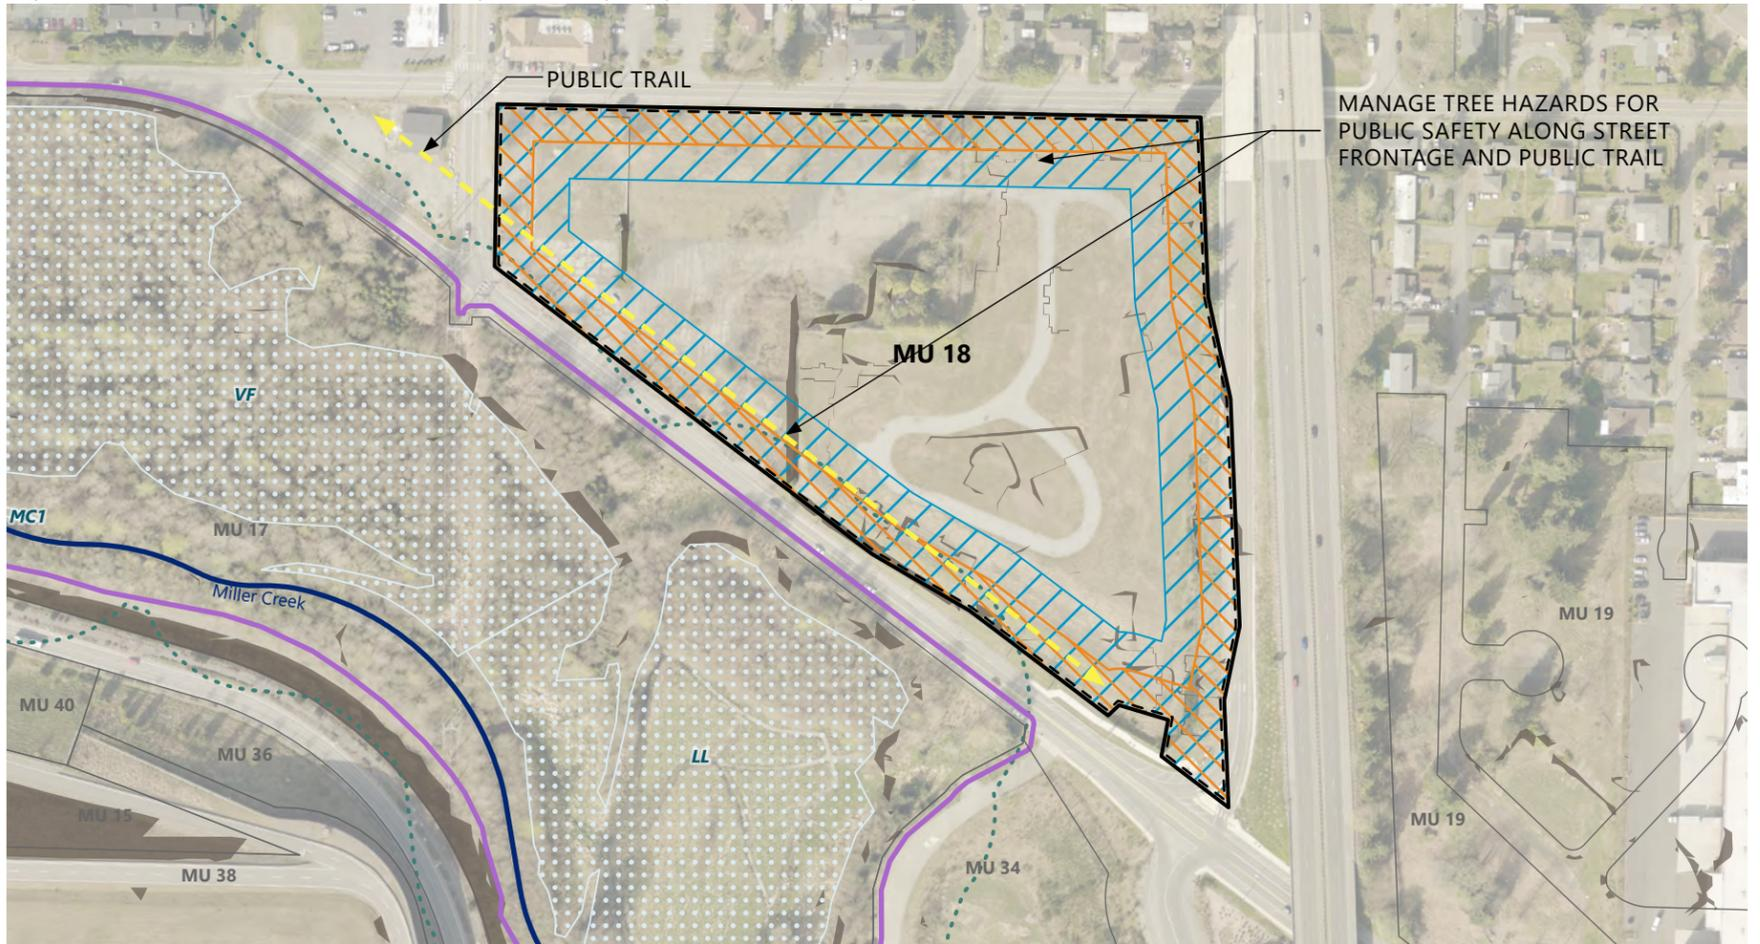 PUBLIC TRAIL
MANAGE TREE HAZARDS FOR
PUBLIC SAFETY ALONG STREET
FRONTAGE AND PUBLIC TRAIL
MU 18
VF
MC1
MU 17
Miller Creek
MU 19
MU 40
MU 36
LL
MU 15
MU 19
MU 38
MU 34